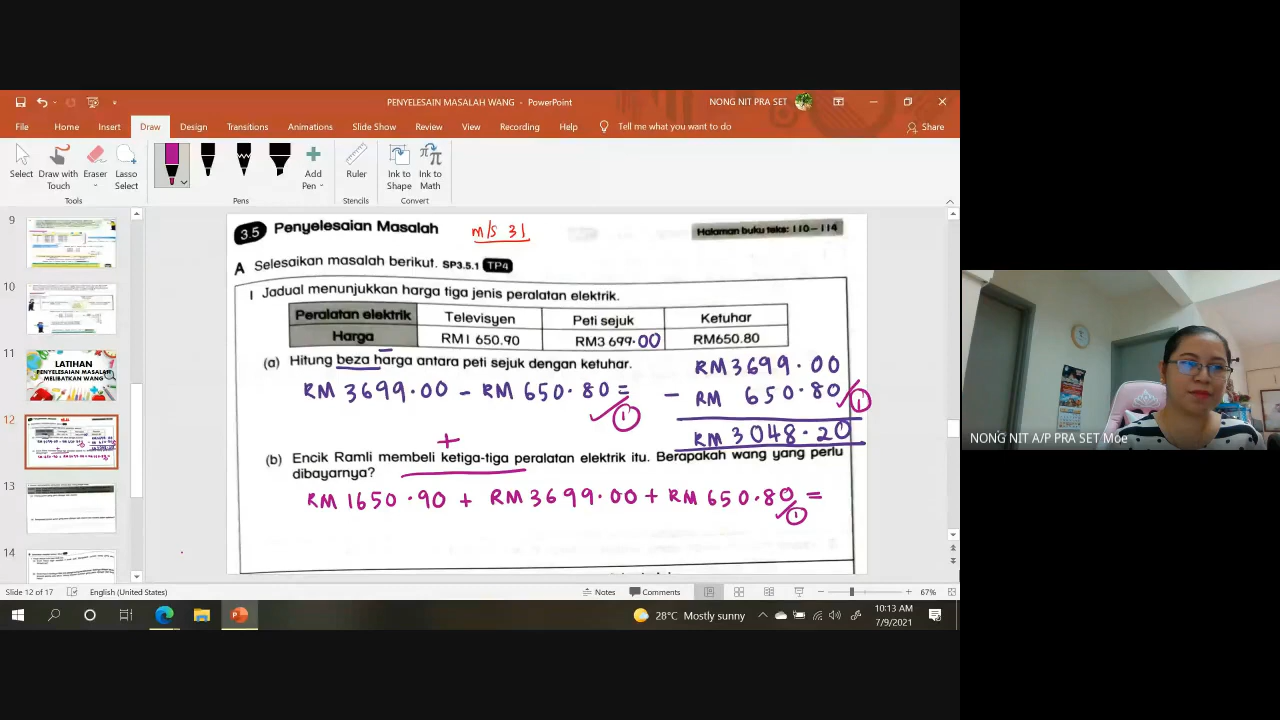 PENYELESAIN MASALAH WANG - PowerPoint
NONG NIT PRA SET
File Home Insert Draw Design Transitions Animations Slide Show Review View Recording Help Tell me what you want to do Share
Select Draw with Touch Eraser Lasso Select Add Pen Ruler Ink to Shape Ink to Math
Tools Pens Stencils Convert
9
10
11
LATIHAN
PENYELESAIAN MASALAH
MELIBATKAN WANG
12
13
14
3.5 Penyelesaian Masalah m/s 31 Halaman buku teks: 110 – 114
A Selesaikan masalah berikut. SP3.5.1 TP4
1 Jadual menunjukkan harga tiga jenis peralatan elektrik.
Peralatan elektrik Televisyen Peti sejuk Ketuhar
Harga RM1 650.90 RM3 699.00 RM650.80
(a) Hitung beza harga antara peti sejuk dengan ketuhar.
RM 3699.00 - RM 650.80 = 1
RM3699.00
- RM 650.80 1
RM 3048.20
+
(b) Encik Ramli membeli ketiga-tiga peralatan elektrik itu. Berapakah wang yang perlu
dibayarnya?
RM 1650.90 + RM 3699.00 + RM 650.80 = 1
NONG NIT A/P PRA SET Moe
Slide 12 of 17 English (United States) Notes Comments 67%
28°C Mostly sunny 10:13 AM
7/9/2021